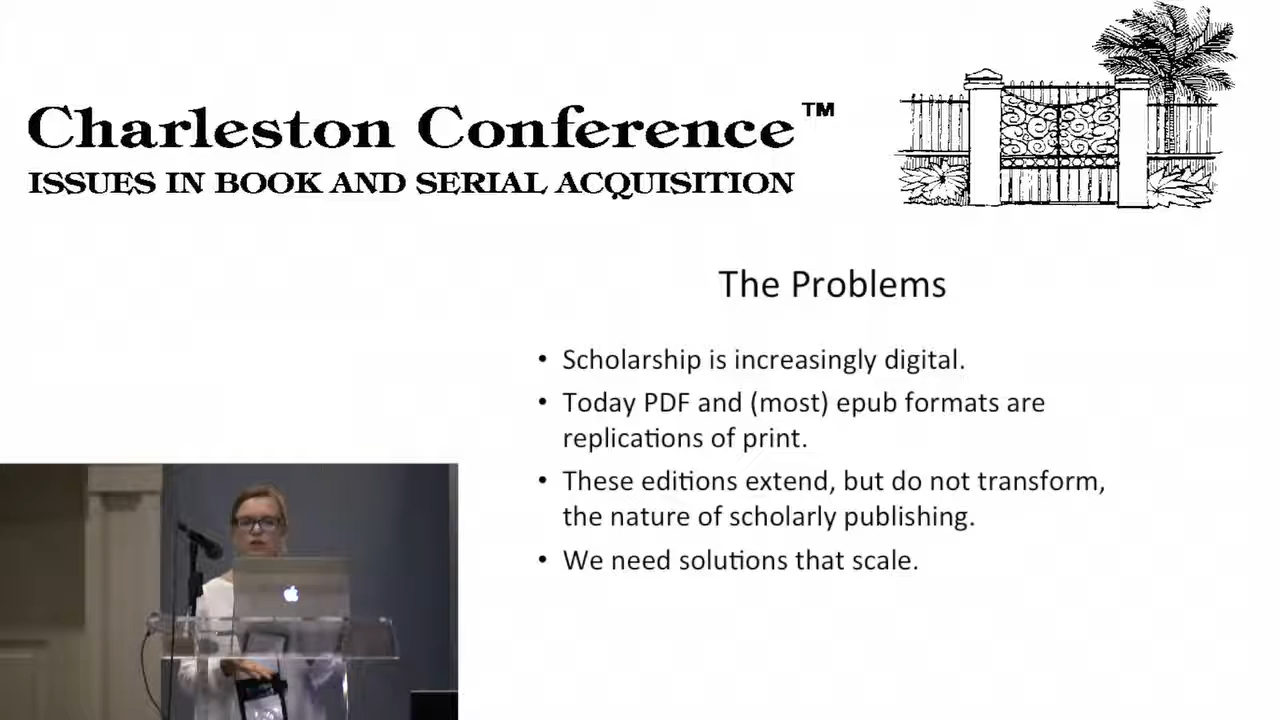 Charleston Conference™
ISSUES IN BOOK AND SERIAL ACQUISITION
The Problems
• Scholarship is increasingly digital.
• Today PDF and (most) epub formats are
replications of print.
• These editions extend, but do not transform,
the nature of scholarly publishing.
• We need solutions that scale.